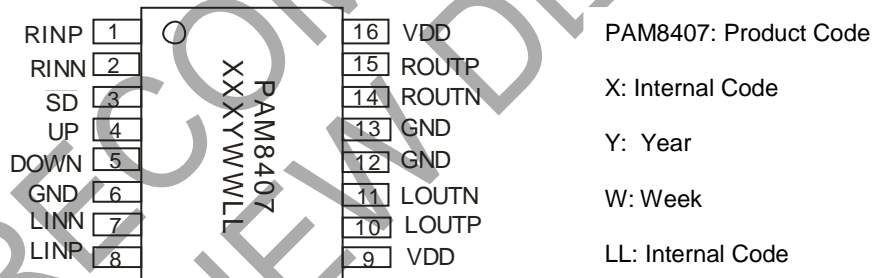 RINP 1 16 VDD
RINN 2 15 ROUTP
SD 3 14 ROUTN
UP 4 13 GND
DOWN 5 12 GND
GND 6 11 LOUTN
LINN 7 10 LOUTP
LINP 8 9 VDD
PAM8407
XXXYWWLL
PAM8407: Product Code
X: Internal Code
Y: Year
W: Week
LL: Internal Code